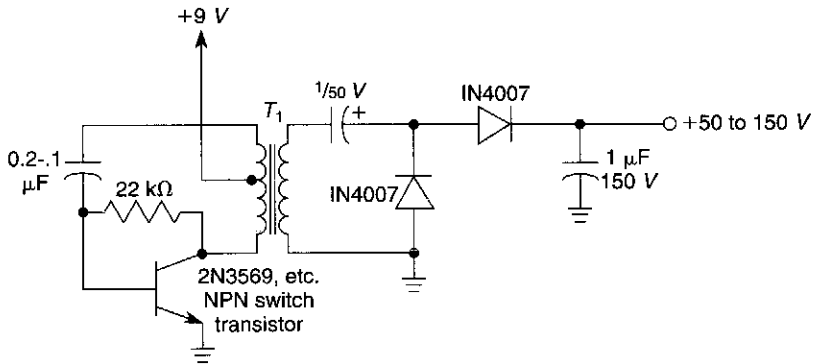 +9 V
T1
1/50 V
+
IN4007
+50 to 150 V
0.2-.1
μF
22 kΩ
IN4007
1 μF
150 V
2N3569, etc.
NPN switch
transistor